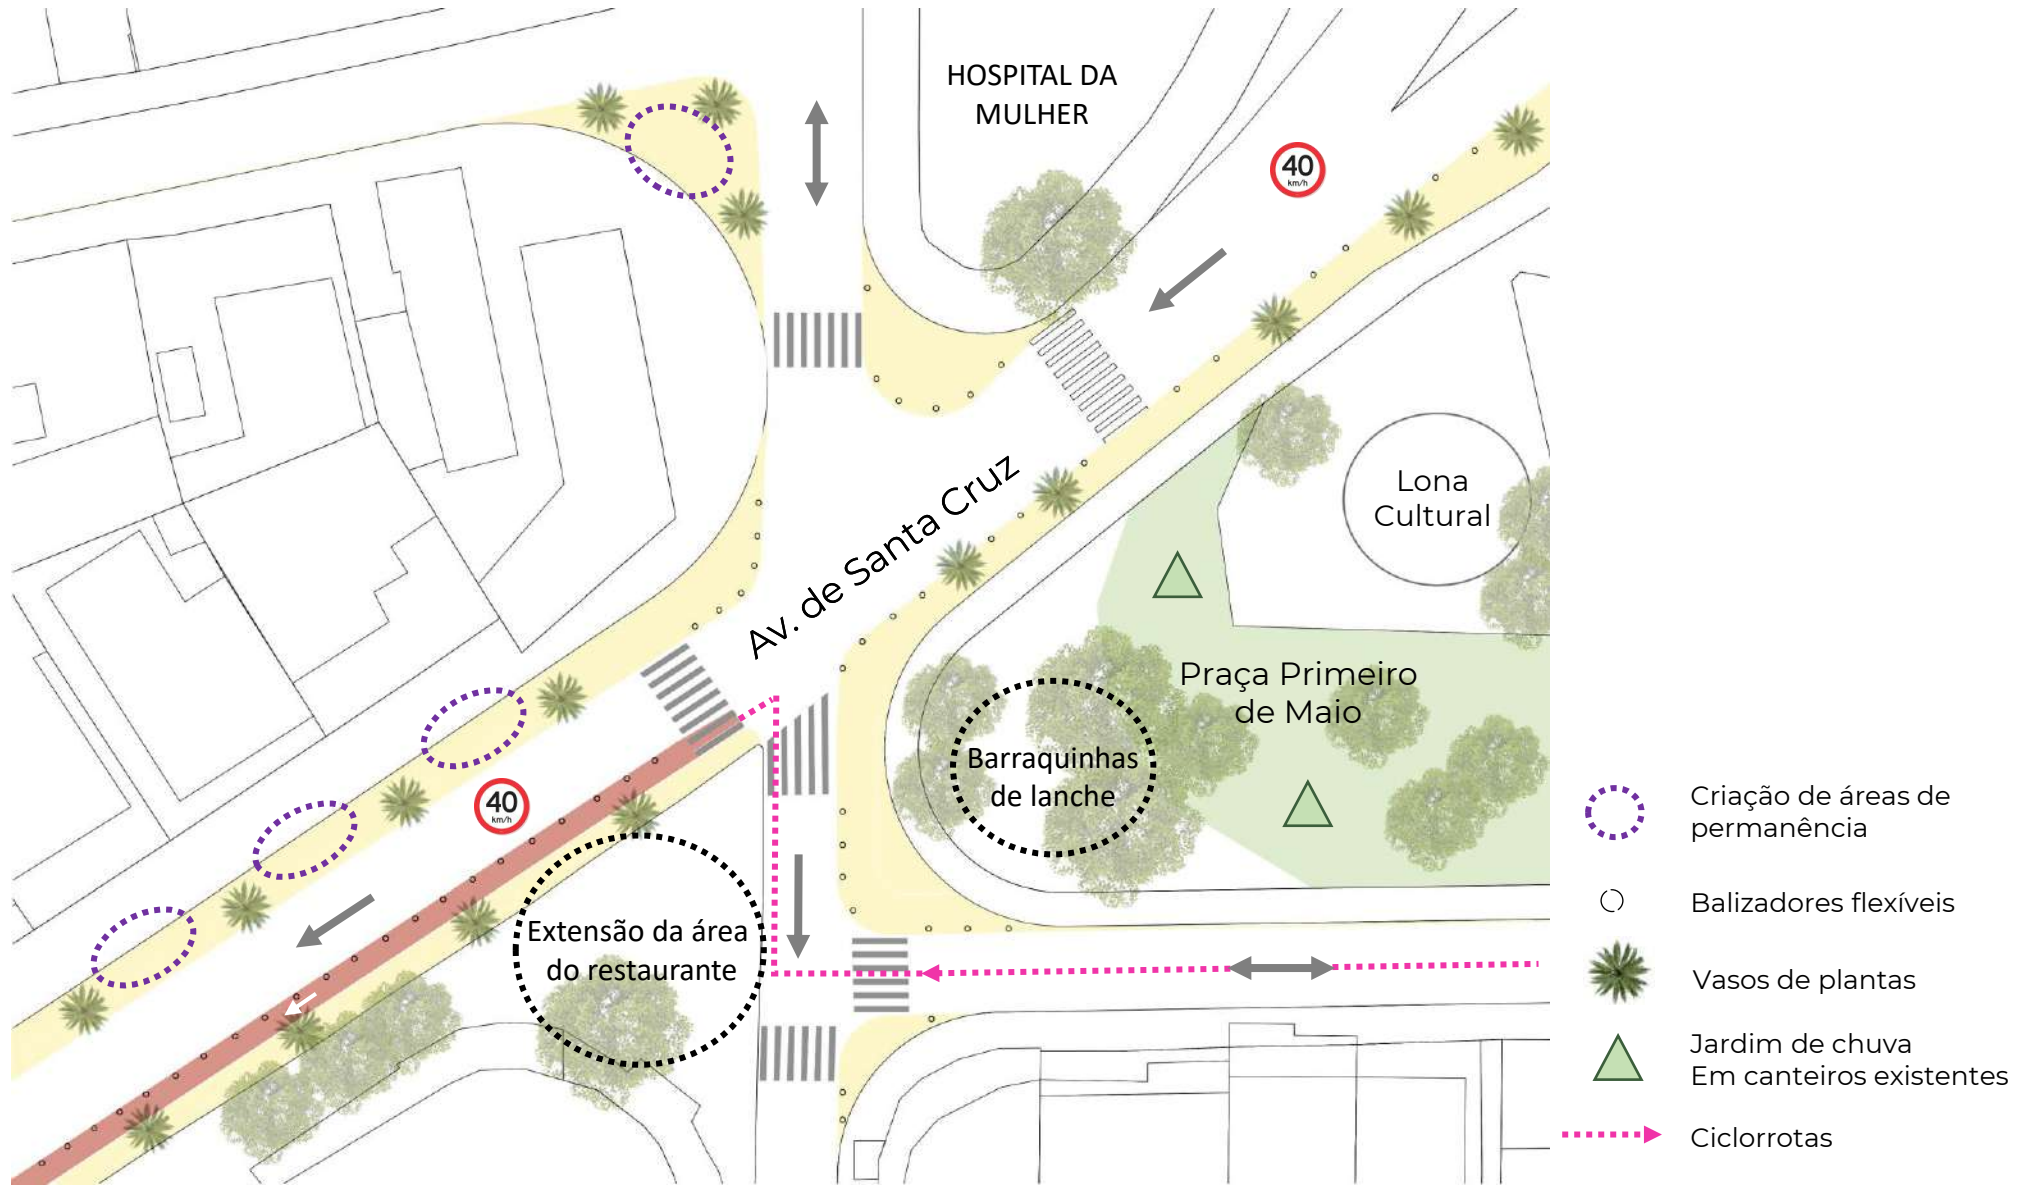 HOSPITAL DA
MULHER
40
km/h
Av. de Santa Cruz
Lona
Cultural
Praça Primeiro
de Maio
Barraquinhas
de lanche
40
km/h
Extensão da área
do restaurante
Criação de áreas de
permanência
Balizadores flexíveis
Vasos de plantas
Jardim de chuva
Em canteiros existentes
Ciclorrotas